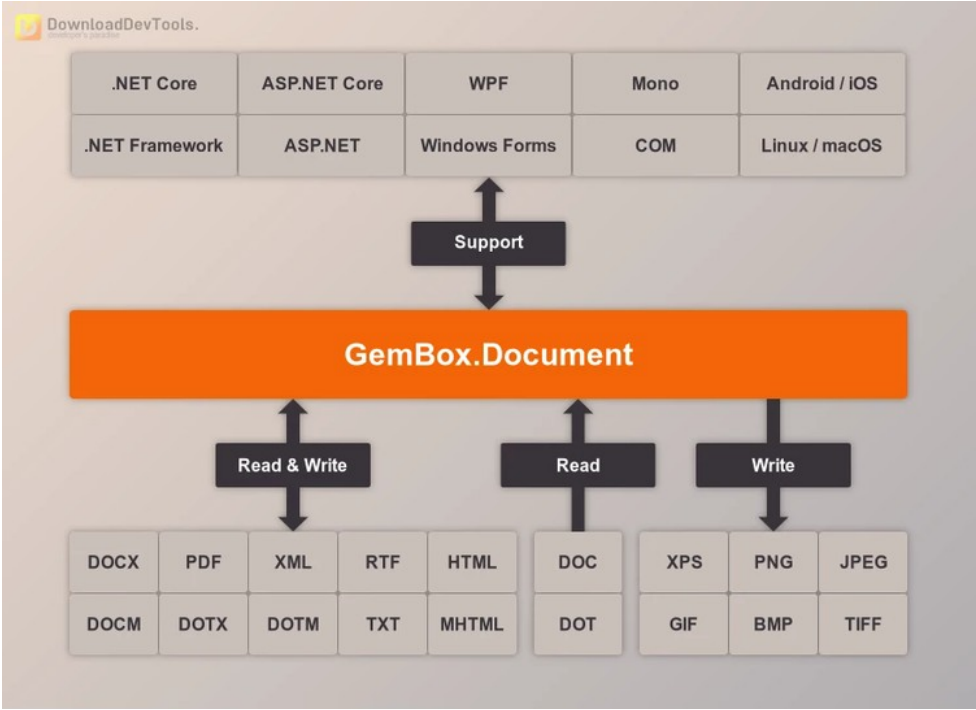 DownloadDevTools.
developer's paradise
.NET Core ASP.NET Core WPF Mono Android / iOS
.NET Framework ASP.NET Windows Forms COM Linux / macOS
Support
GemBox.Document
Read & Write Read Write
DOCX PDF XML RTF HTML DOC XPS PNG JPEG
DOCM DOTX DOTM TXT MHTML DOT GIF BMP TIFF